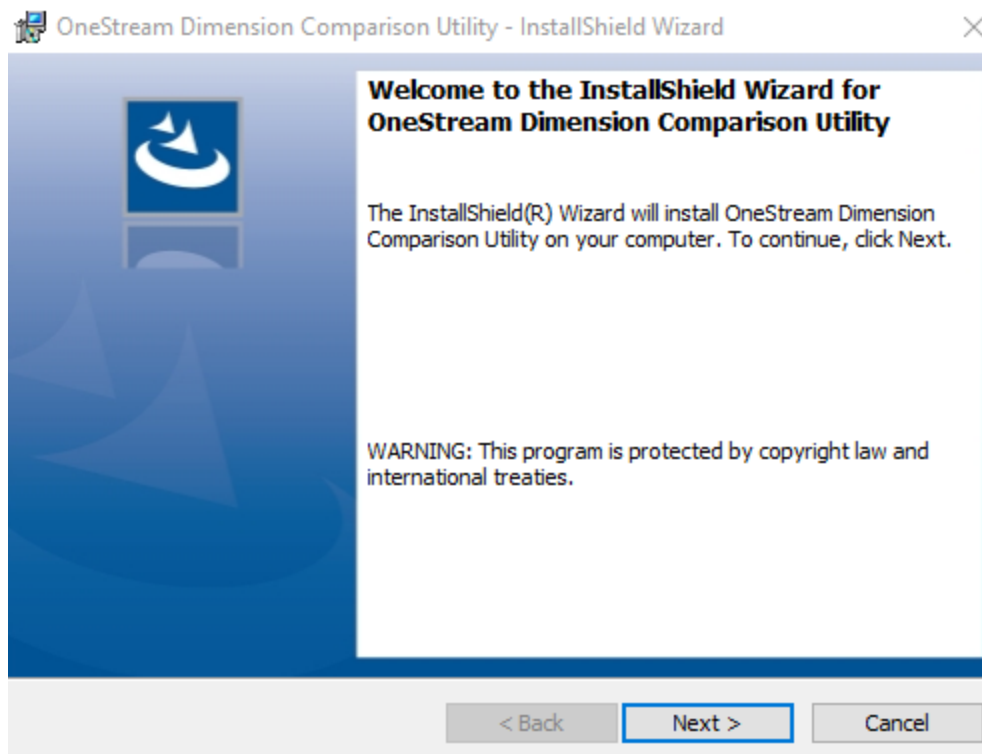 OneStream Dimension Comparison Utility - InstallShield Wizard
Welcome to the InstallShield Wizard for
OneStream Dimension Comparison Utility
The InstallShield(R) Wizard will install OneStream Dimension
Comparison Utility on your computer. To continue, click Next.
WARNING: This program is protected by copyright law and
international treaties.
< Back
Next >
Cancel